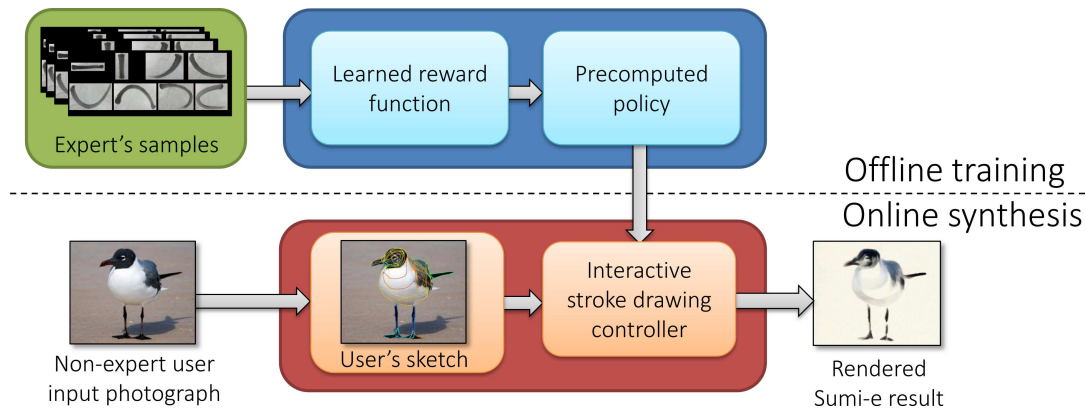 Learned reward
function
Precomputed
policy
Expert’s samples
Offline training
Online synthesis
Interactive
stroke drawing
controller
User’s sketch
Non-expert user
input photograph
Rendered
Sumi-e result